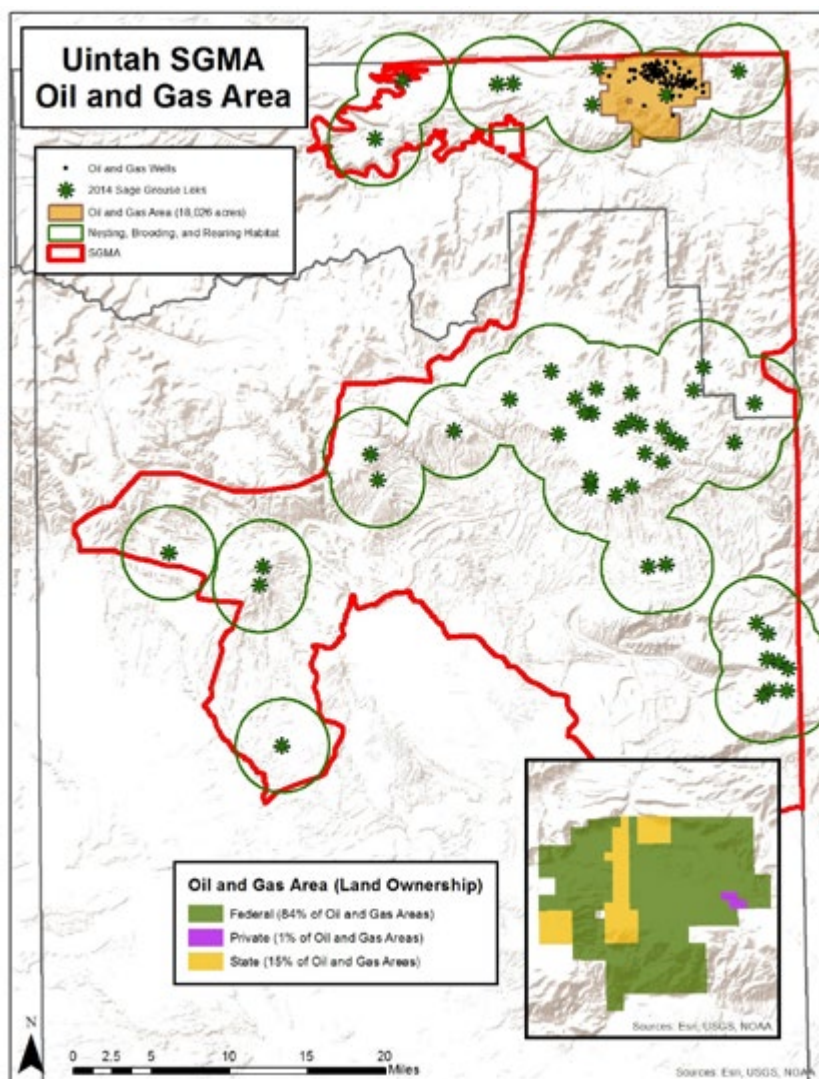 Uintah SGMA
Oil and Gas Area
Oil and Gas Wells
2014 Sage Grouse Leks
Oil and Gas Area (18,026 acres)
Nesting, Brooding, and Rearing Habitat
SGMA
Oil and Gas Area (Land Ownership)
Federal (84% of Oil and Gas Areas)
Private (1% of Oil and Gas Areas)
State (15% of Oil and Gas Areas)
Sources: Esri, USGS, NOAA
N
0 2.5 5 10 15 20
Miles
Sources: Esri, USGS, NOAA